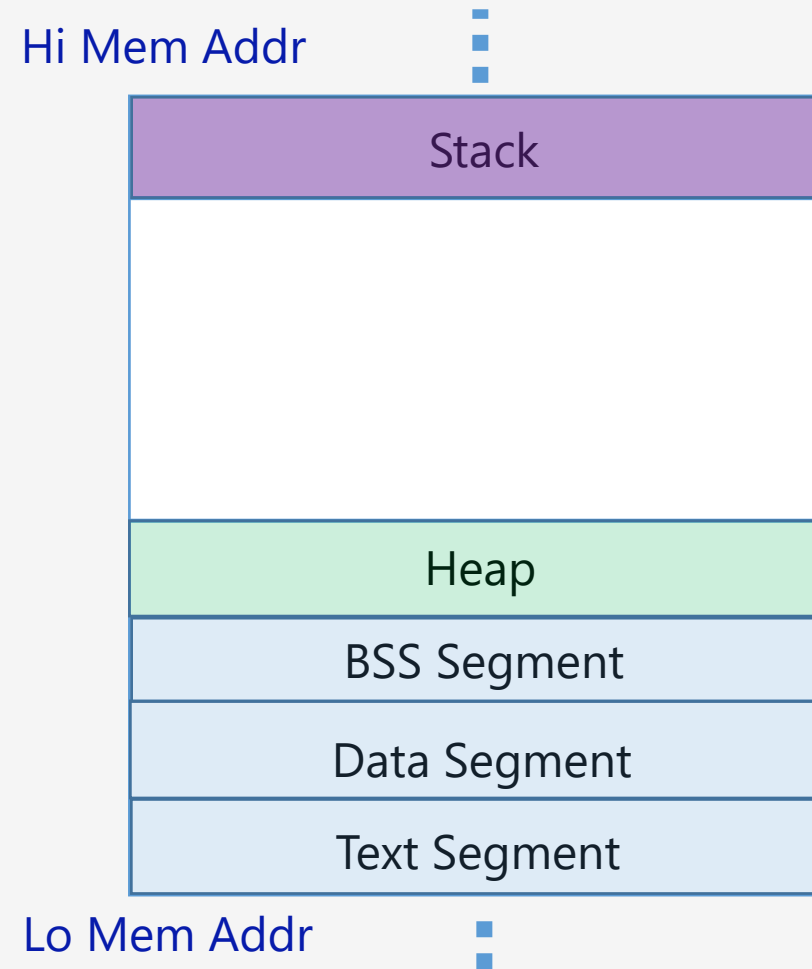 Hi Mem Addr
Stack
Heap
BSS Segment
Data Segment
Text Segment
Lo Mem Addr